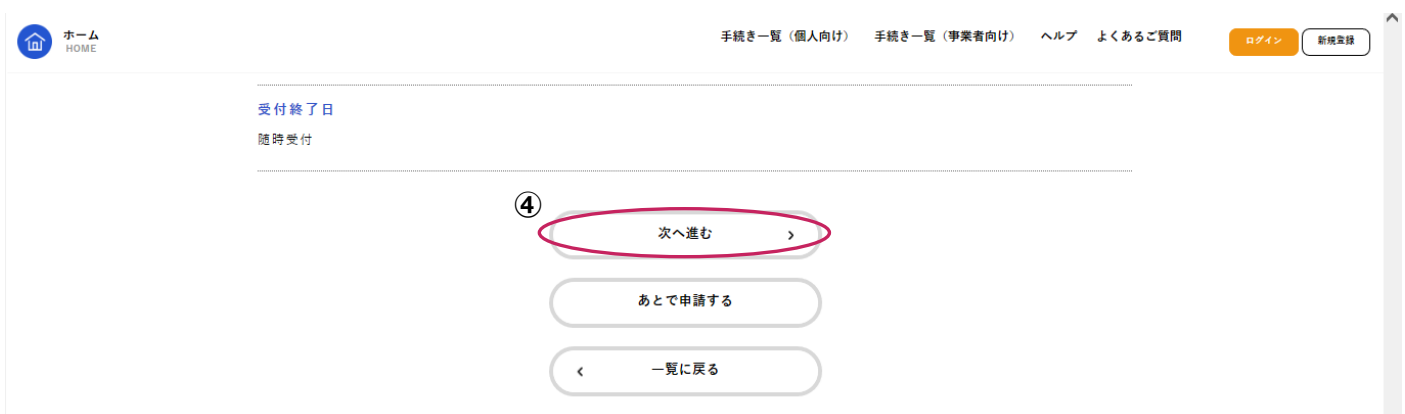 ホーム
HOME
手続き一覧（個人向け） 手続き一覧（事業者向け） ヘルプ よくあるご質問 ログイン 新規登録
受付終了日
随時受付
④
次へ進む
あとで申請する
一覧に戻る